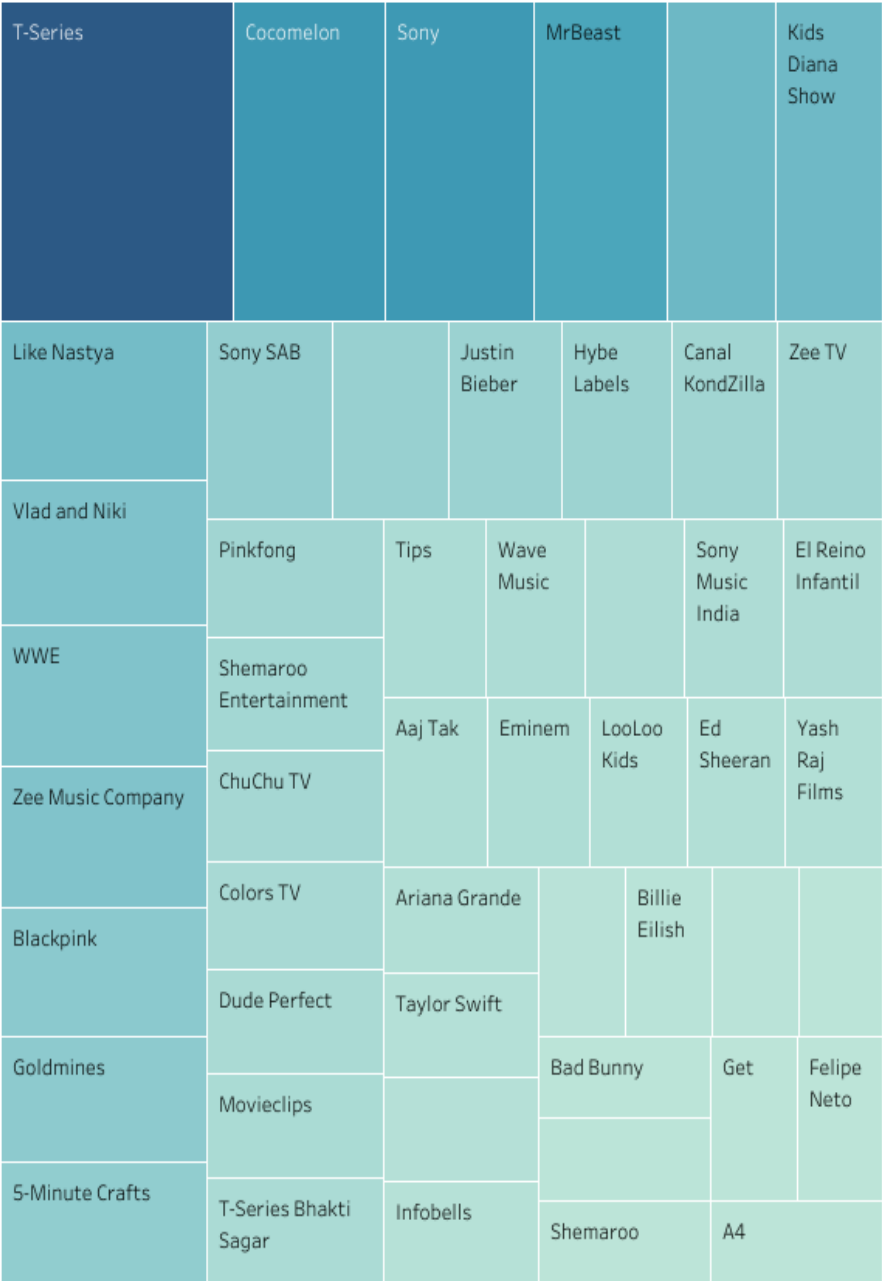 T-Series
Cocomelon
Sony
MrBeast
Kids
Diana
Show
Like Nastya
Vlad and Niki
WWE
Zee Music Company
Blackpink
Goldmines
5-Minute Crafts
Sony SAB
Justin
Bieber
Hybe
Labels
Canal
KondZilla
Zee TV
Pinkfong
Shemaroo
Entertainment
ChuChu TV
Colors TV
Dude Perfect
Movieclips
T-Series Bhakti
Sagar
Tips
Wave
Music
Sony
Music
India
El Reino
Infantil
Aaj Tak
Eminem
LooLoo
Kids
Ed
Sheeran
Yash
Raj
Films
Ariana Grande
Taylor Swift
Infobells
Billie
Eilish
Bad Bunny
Get
Felipe
Neto
Shemaroo
A4